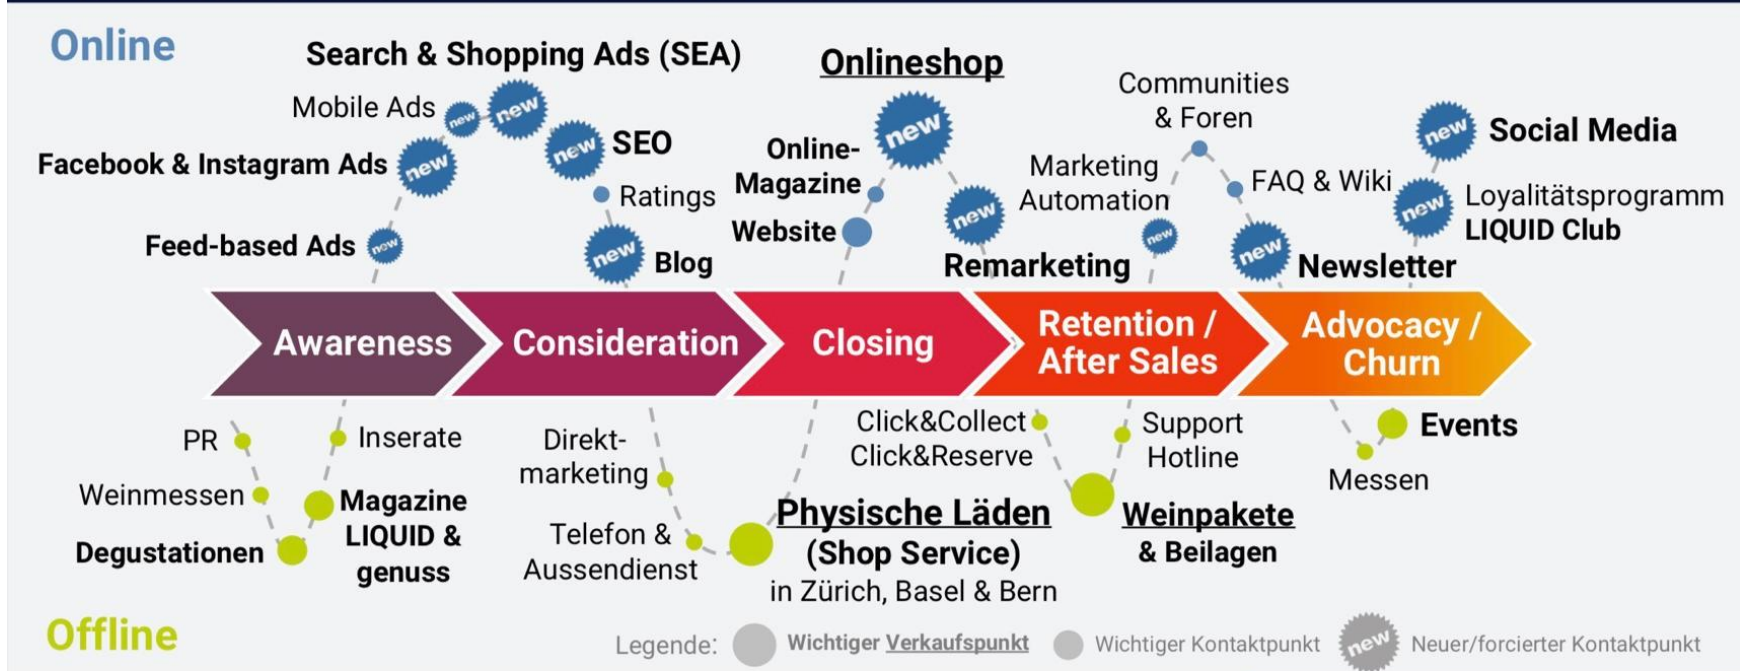 Online
Search & Shopping Ads (SEA)
Mobile Ads
new
new
Facebook & Instagram Ads
new
new
SEO
Ratings
Feed-based Ads
new
new
Blog
Onlineshop
new
Online-
Magazine
Website
new
Remarketing
Communities
& Foren
Marketing
Automation
new
FAQ & Wiki
new
Newsletter
new
Social Media
new
Loyalitätsprogramm
LIQUID Club
Awareness
Consideration
Closing
Retention /
After Sales
Advocacy /
Churn
PR
Weinmessen
Degustationen
Inserate
Magazine
LIQUID &
genuss
Direkt-
marketing
Telefon &
Aussendienst
Physische Läden
(Shop Service)
in Zürich, Basel & Bern
Click&Collect
Click&Reserve
Support
Hotline
Weinpakete
& Beilagen
Messen
Events
Offline
Legende:
Wichtiger Verkaufspunkt
Wichtiger Kontaktpunkt
new
Neuer/forcierter Kontaktpunkt